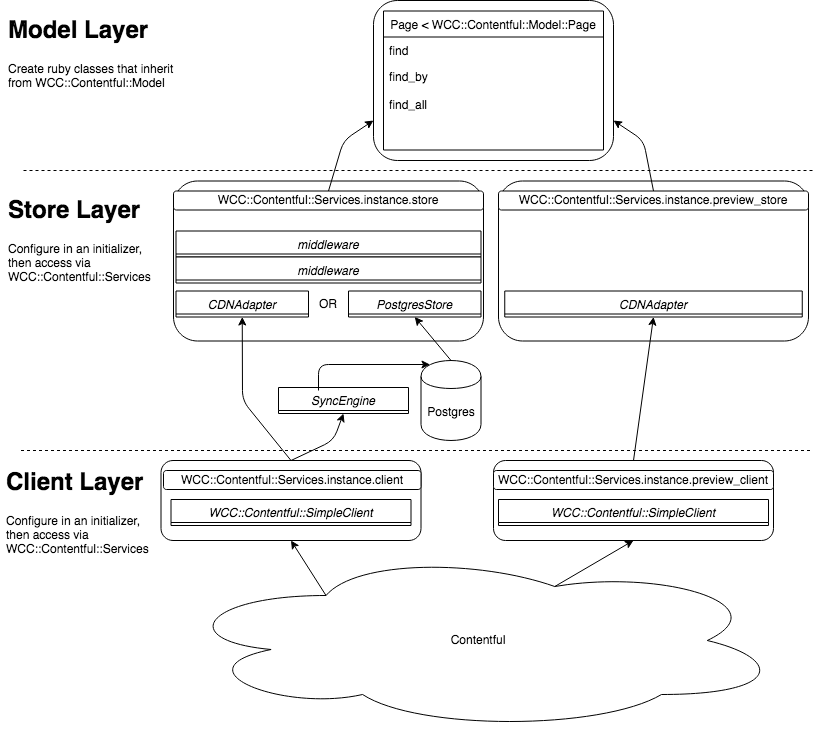 Model Layer
Create ruby classes that inherit
from WCC::Contentful::Model
Page < WCC::Contentful::Model::Page
find
find_by
find_all
Store Layer
Configure in an initializer,
then access via
WCC::Contentful::Services
WCC::Contentful::Services.instance.store
middleware
middleware
CDNAdapter
OR
PostgresStore
WCC::Contentful::Services.instance.preview_store
CDNAdapter
SyncEngine
Postgres
Client Layer
Configure in an initializer,
then access via
WCC::Contentful::Services
WCC::Contentful::Services.instance.client
WCC::Contentful::SimpleClient
WCC::Contentful::Services.instance.preview_client
WCC::Contentful::SimpleClient
Contentful